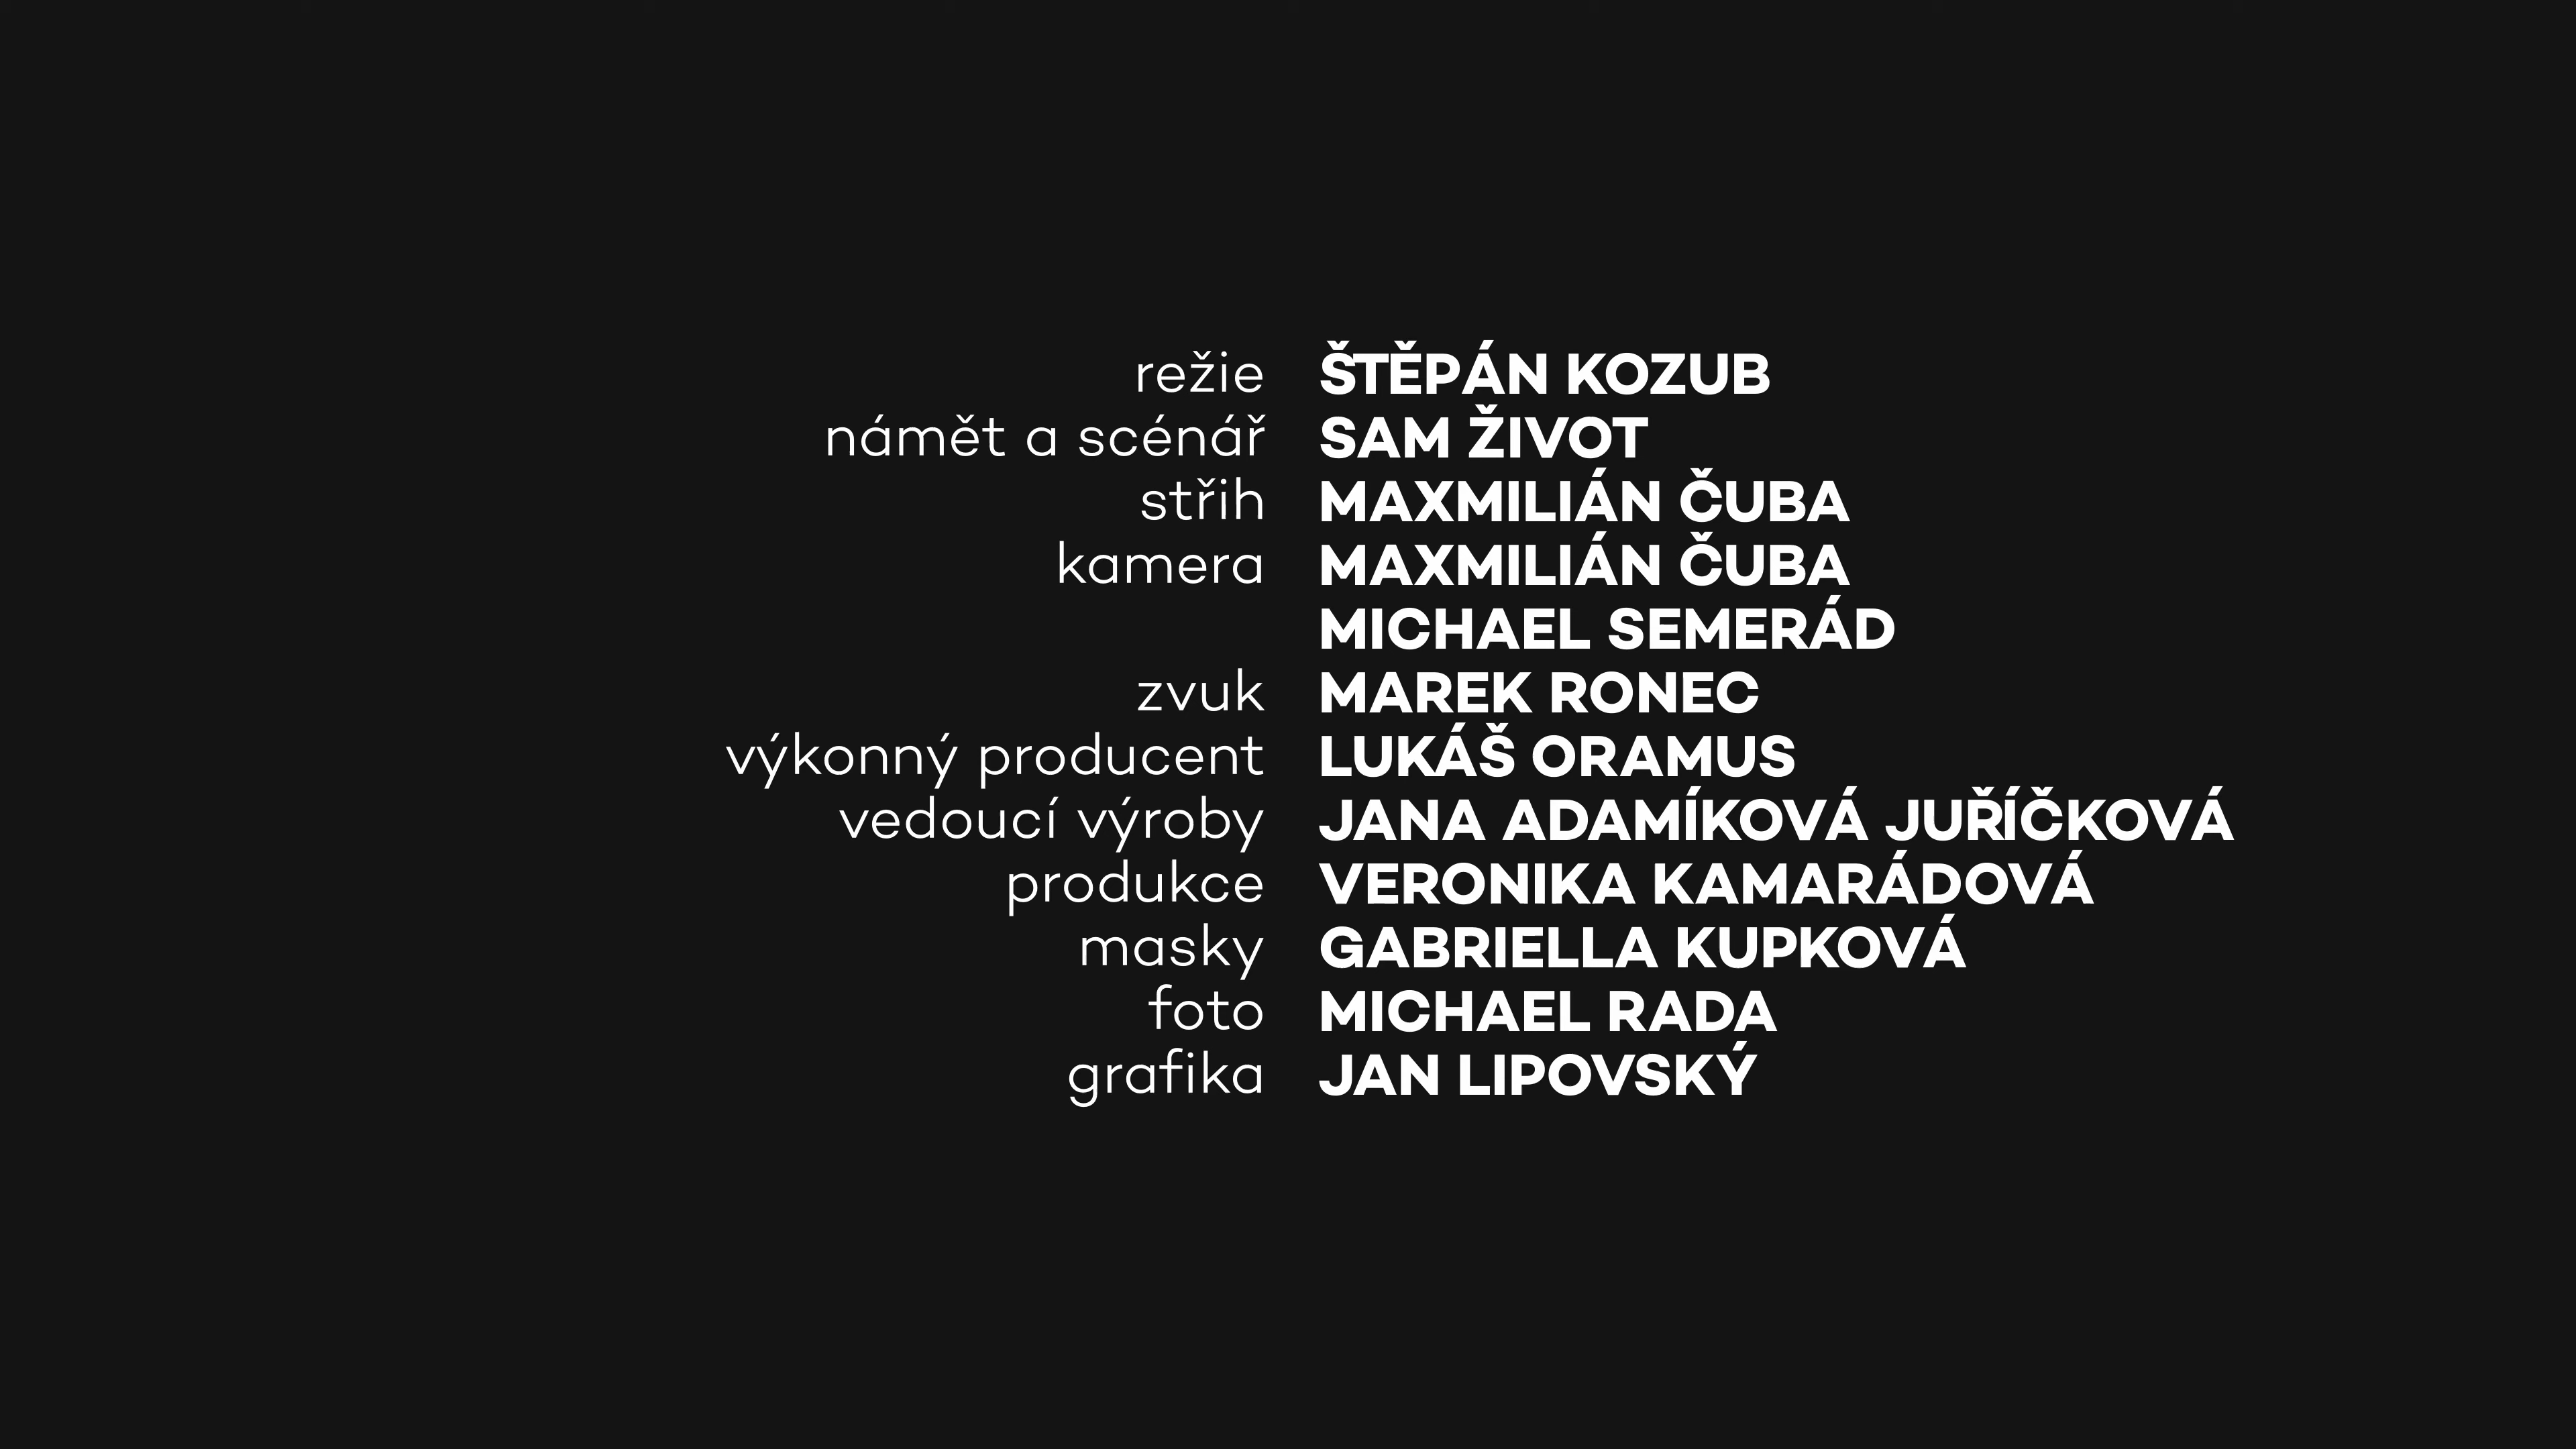 režie ŠTĚPÁN KOZUB
námět a scénář SAM ŽIVOT
střih MAXMILIÁN ČUBA
kamera MAXMILIÁN ČUBA
MICHAEL SEMERÁD
zvuk MAREK RONEC
výkonný producent LUKÁŠ ORAMUS
vedoucí výroby JANA ADAMÍKOVÁ JUŘÍČKOVÁ
produkce VERONIKA KAMARÁDOVÁ
masky GABRIELLA KUPKOVÁ
foto MICHAEL RADA
grafika JAN LIPOVSKÝ